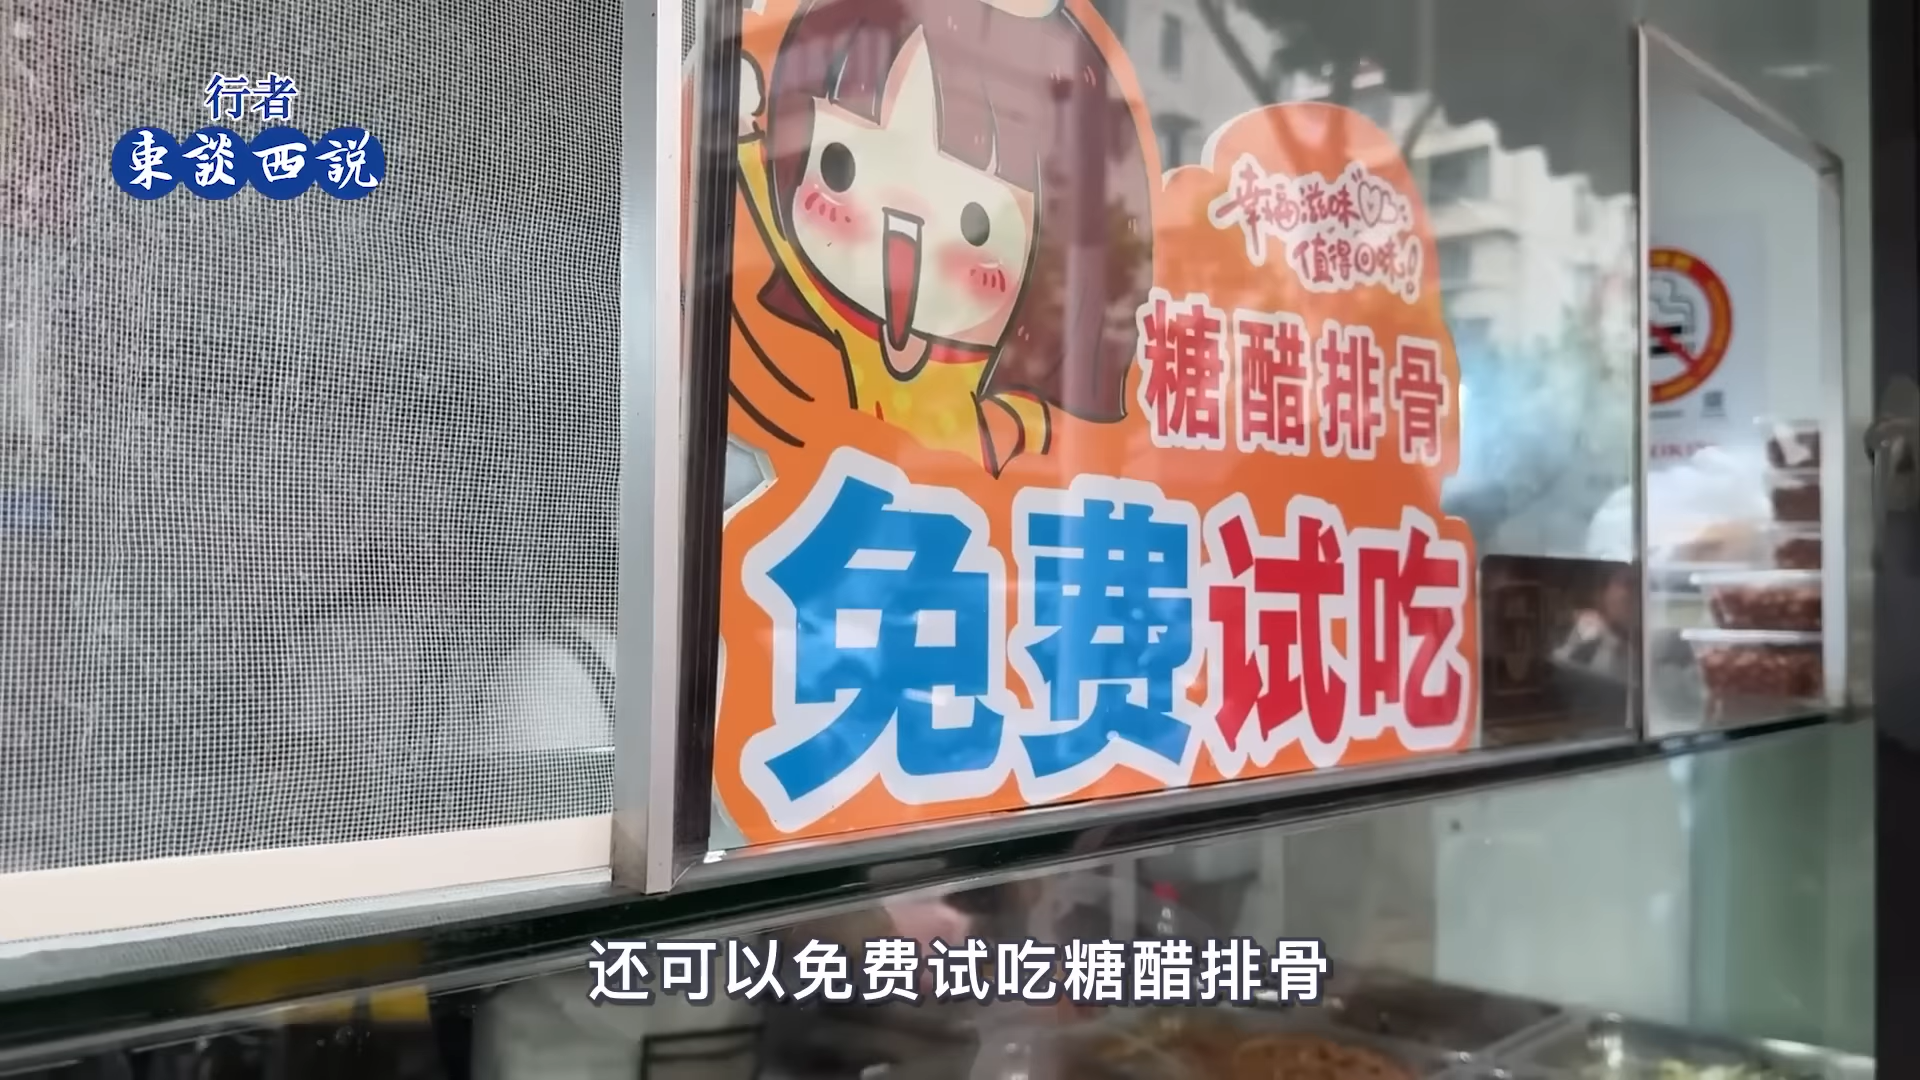 行者
東談西説
幸福滋味
值得回味!
糖醋排骨
免费试吃
还可以免费试吃糖醋排骨